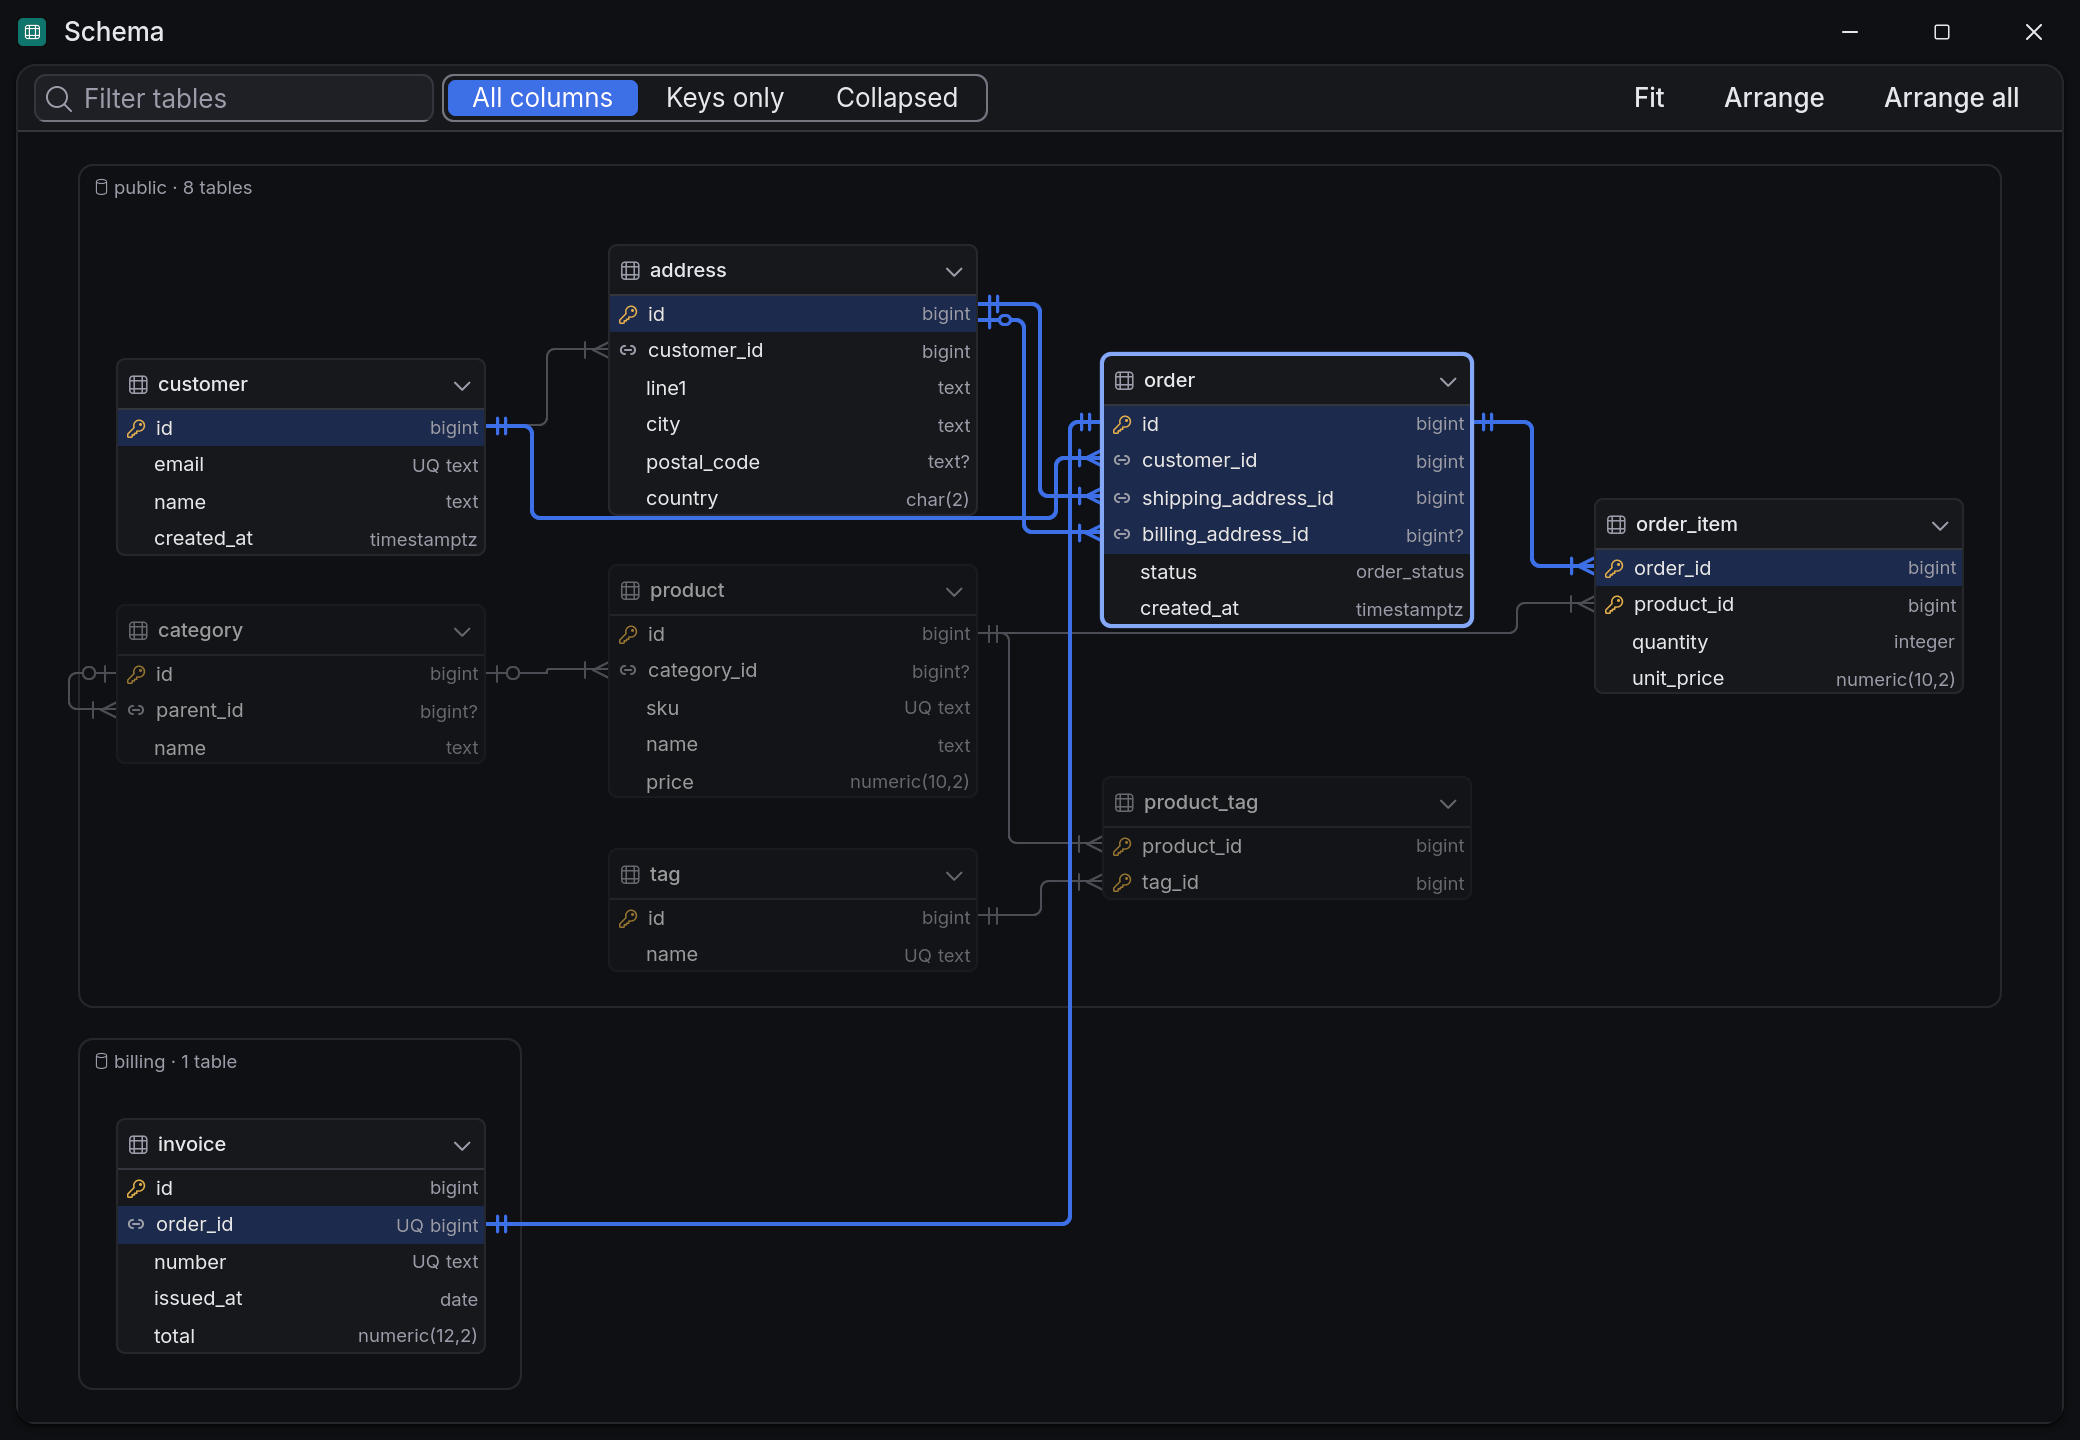 Schema
Filter tables
All columns
Keys only
Collapsed
Fit
Arrange
Arrange all
public · 8 tables
address
id bigint
customer_id bigint
line1 text
city text
postal_code text?
country char(2)
customer
id bigint
email UQ text
name text
created_at timestamptz
order
id bigint
customer_id bigint
shipping_address_id bigint
billing_address_id bigint?
status order_status
created_at timestamptz
order_item
order_id bigint
product_id bigint
quantity integer
unit_price numeric(10,2)
category
id bigint
parent_id bigint?
name text
product
id bigint
category_id bigint?
sku UQ text
name text
price numeric(10,2)
product_tag
product_id bigint
tag_id bigint
tag
id bigint
name UQ text
billing · 1 table
invoice
id bigint
order_id UQ bigint
number UQ text
issued_at date
total numeric(12,2)